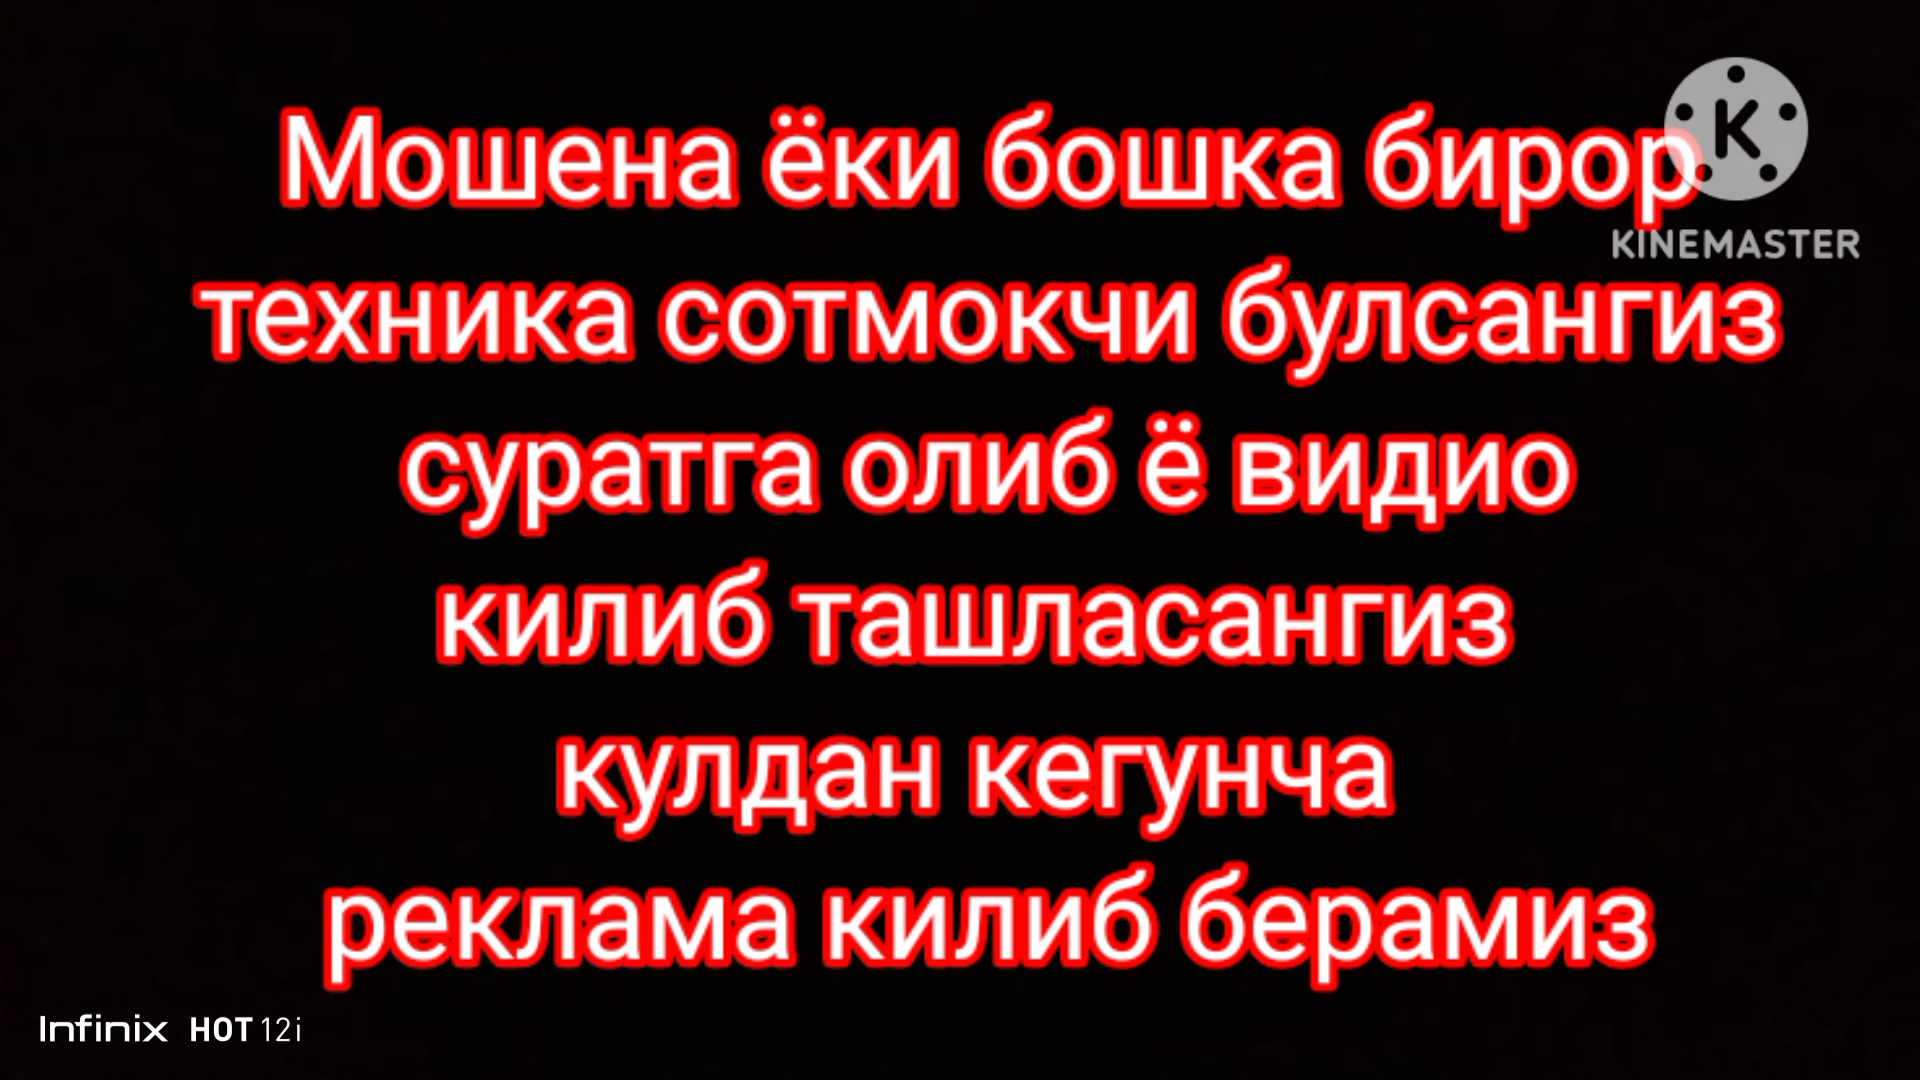 Мошена ёки бошка бирор
KINEMASTER
техника сотмокчи булсангиз
суратга олиб ё видио
килиб ташласангиз
кулдан кегунча
реклама килиб берамиз
Infinix HOT 12i